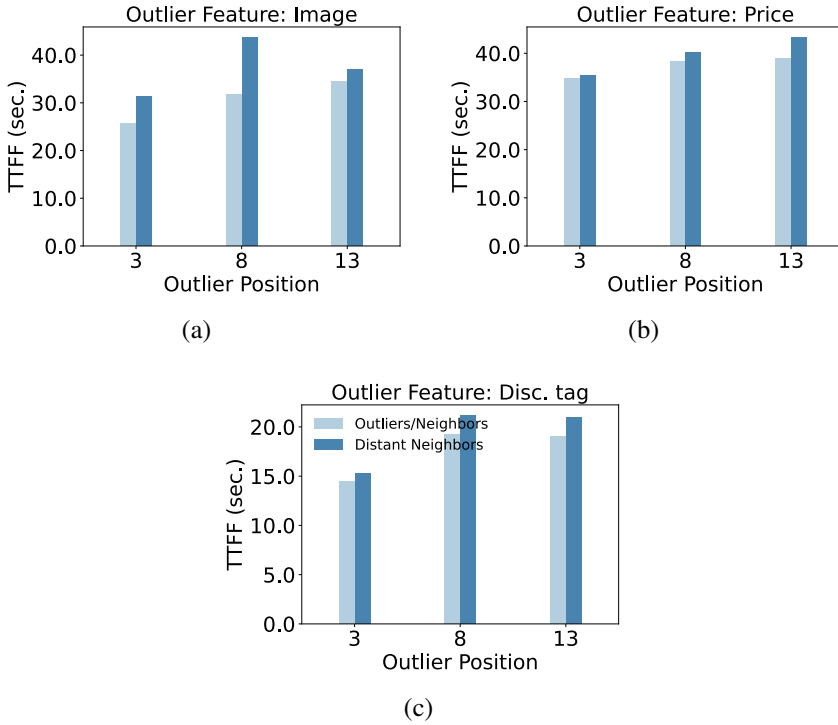 Outlier Feature: Image
TTFF (sec.)
40.0
30.0
20.0
10.0
0.0
3 8 13
Outlier Position
(a)
Outlier Feature: Price
TTFF (sec.)
40.0
30.0
20.0
10.0
0.0
3 8 13
Outlier Position
(b)
Outlier Feature: Disc. tag
Outliers/Neighbors
Distant Neighbors
TTFF (sec.)
20.0
15.0
10.0
5.0
0.0
3 8 13
Outlier Position
(c)